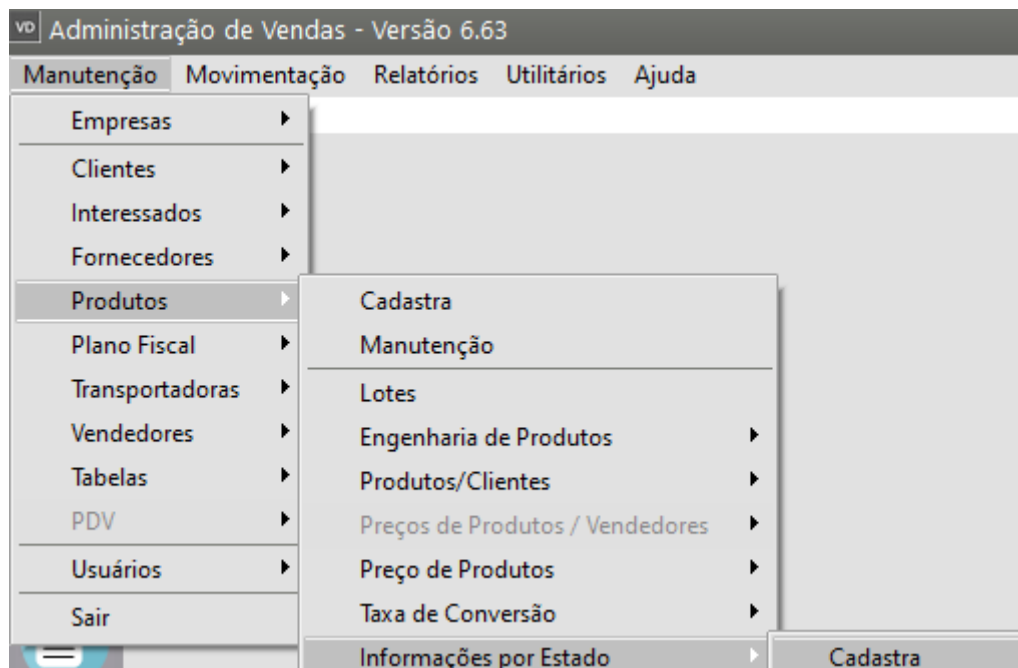 VD Administração de Vendas - Versão 6.63
Manutenção Movimentação Relatórios Utilitários Ajuda
Empresas
Clientes
Interessados
Fornecedores
Produtos
Plano Fiscal
Transportadoras
Vendedores
Tabelas
PDV
Usuários
Sair
Cadastra
Manutenção
Lotes
Engenharia de Produtos
Produtos/Clientes
Preços de Produtos / Vendedores
Preço de Produtos
Taxa de Conversão
Informações por Estado
Cadastra